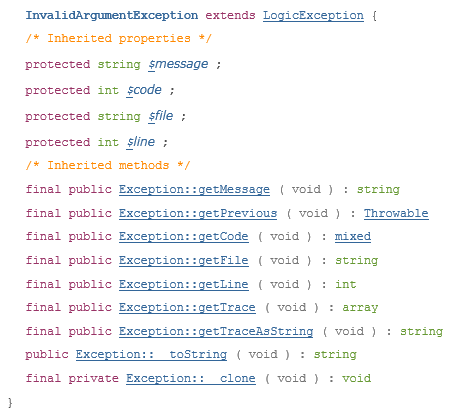 InvalidArgumentException extends LogicException {
/* Inherited properties */
protected string $message ;
protected int $code ;
protected string $file ;
protected int $line ;
/* Inherited methods */
final public Exception::getMessage ( void ) : string
final public Exception::getPrevious ( void ) : Throwable
final public Exception::getCode ( void ) : mixed
final public Exception::getFile ( void ) : string
final public Exception::getLine ( void ) : int
final public Exception::getTrace ( void ) : array
final public Exception::getTraceAsString ( void ) : string
public Exception::__toString ( void ) : string
final private Exception::__clone ( void ) : void
}